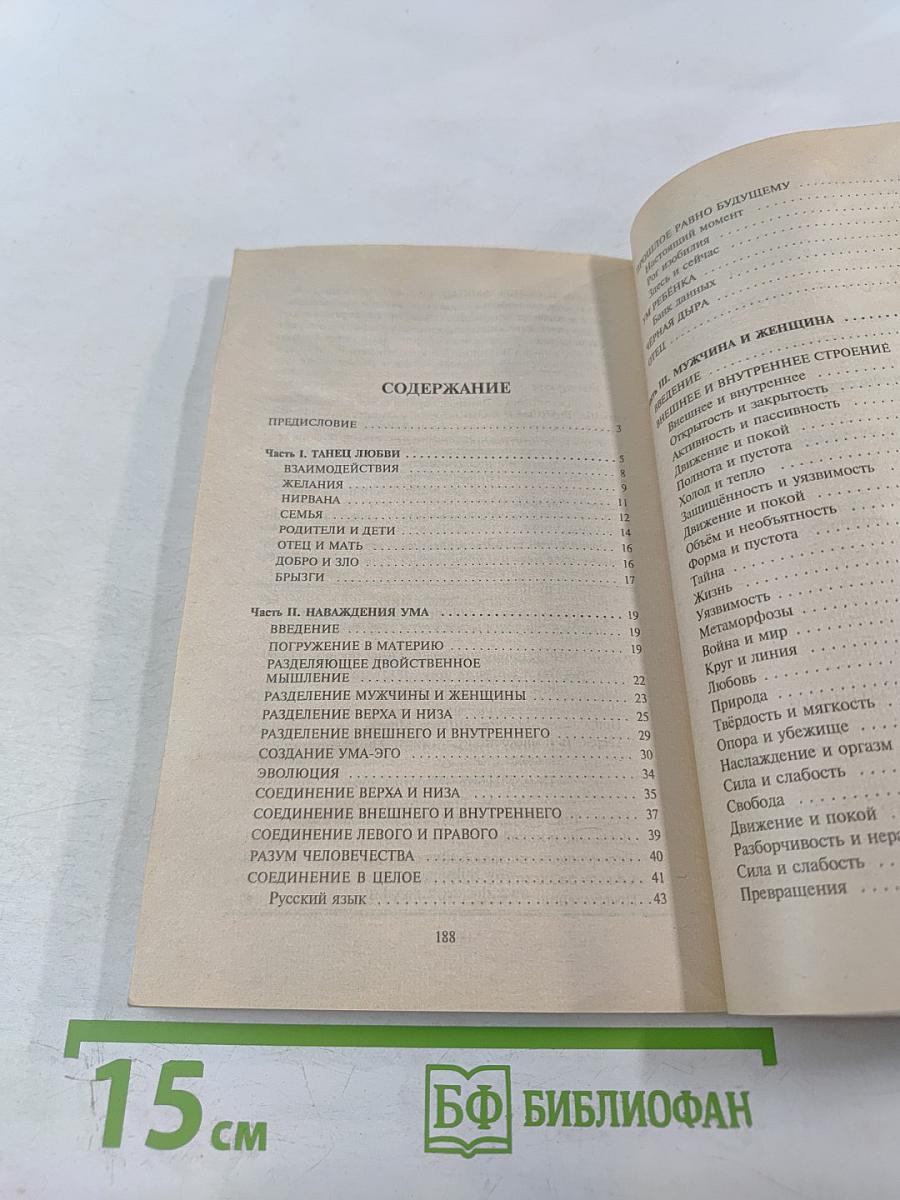 СОДЕРЖАНИЕ
ПРЕДИСЛОВИЕ 3
Часть I. ТАНЕЦ ЛЮБВИ 5
ВЗАИМОДЕЙСТВИЯ 8
ЖЕЛАНИЯ 9
НИРВАНА 11
СЕМЬЯ 12
РОДИТЕЛИ И ДЕТИ 14
ОТЕЦ И МАТЬ 16
ДОБРО И ЗЛО 16
БРЫЗГИ 17
Часть II. НАВАЖДЕНИЯ УМА 19
ВВЕДЕНИЕ 19
ПОГРУЖЕНИЕ В МАТЕРИЮ 19
РАЗДЕЛЯЮЩЕЕ ДВОЙСТВЕННОЕ
МЫШЛЕНИЕ 22
РАЗДЕЛЕНИЕ МУЖЧИНЫ И ЖЕНЩИНЫ 23
РАЗДЕЛЕНИЕ ВЕРХА И НИЗА 25
РАЗДЕЛЕНИЕ ВНЕШНЕГО И ВНУТРЕННЕГО 29
СОЗДАНИЕ УМА-ЭГО 30
ЭВОЛЮЦИЯ 34
СОЕДИНЕНИЕ ВЕРХА И НИЗА 35
СОЕДИНЕНИЕ ВНЕШНЕГО И ВНУТРЕННЕГО 37
СОЕДИНЕНИЕ ЛЕВОГО И ПРАВОГО 39
РАЗУМ ЧЕЛОВЕЧЕСТВА 40
СОЕДИНЕНИЕ В ЦЕЛОЕ 41
Русский язык 43
188
ПРОШЛОЕ РАВНО БУДУЩЕМУ
Настоящий момент
Рог изобилия
Здесь и сейчас
УМ РЕБЁНКА
Банк данных
ЧЁРНАЯ ДЫРА
ОТЕЦ
III. МУЖЧИНА И ЖЕНЩИНА
ВВЕДЕНИЕ
ВНЕШНЕЕ И ВНУТРЕННЕЕ СТРОЕНИЕ
Внешнее и внутреннее
Открытость и закрытость
Активность и пассивность
Движение и покой
Полнота и пустота
Холод и тепло
Защищённость и уязвимость
Движение и покой
Объём и необъятность
Форма и пустота
Тайна
Жизнь
Уязвимость
Метаморфозы
Война и мир
Круг и линия
Любовь
Природа
Твёрдость и мягкость
Опора и убежище
Наслаждение и оргазм
Сила и слабость
Свобода
Движение и покой
Разборчивость и нера
Сила и слабость
Превращения
15 см
БФ БИБЛИОФАН